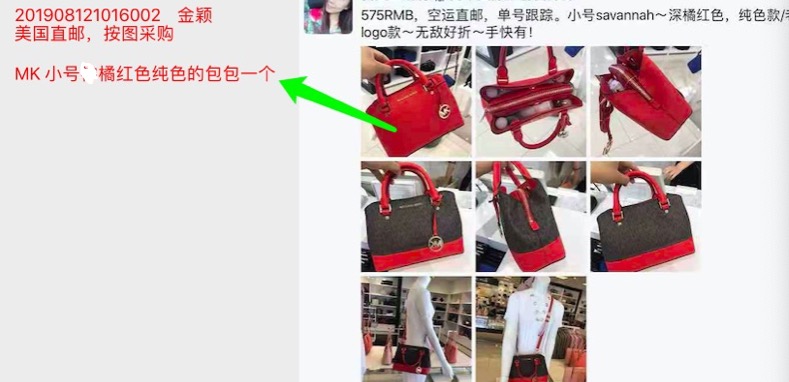 201908121016002 金颖
美国直邮，按图采购
MK 小号橘红色纯色的包包一个
575RMB，空运直邮，单号跟踪。小号savannah～深橘红色，纯色款/
logo款～无敌好折～手快有！